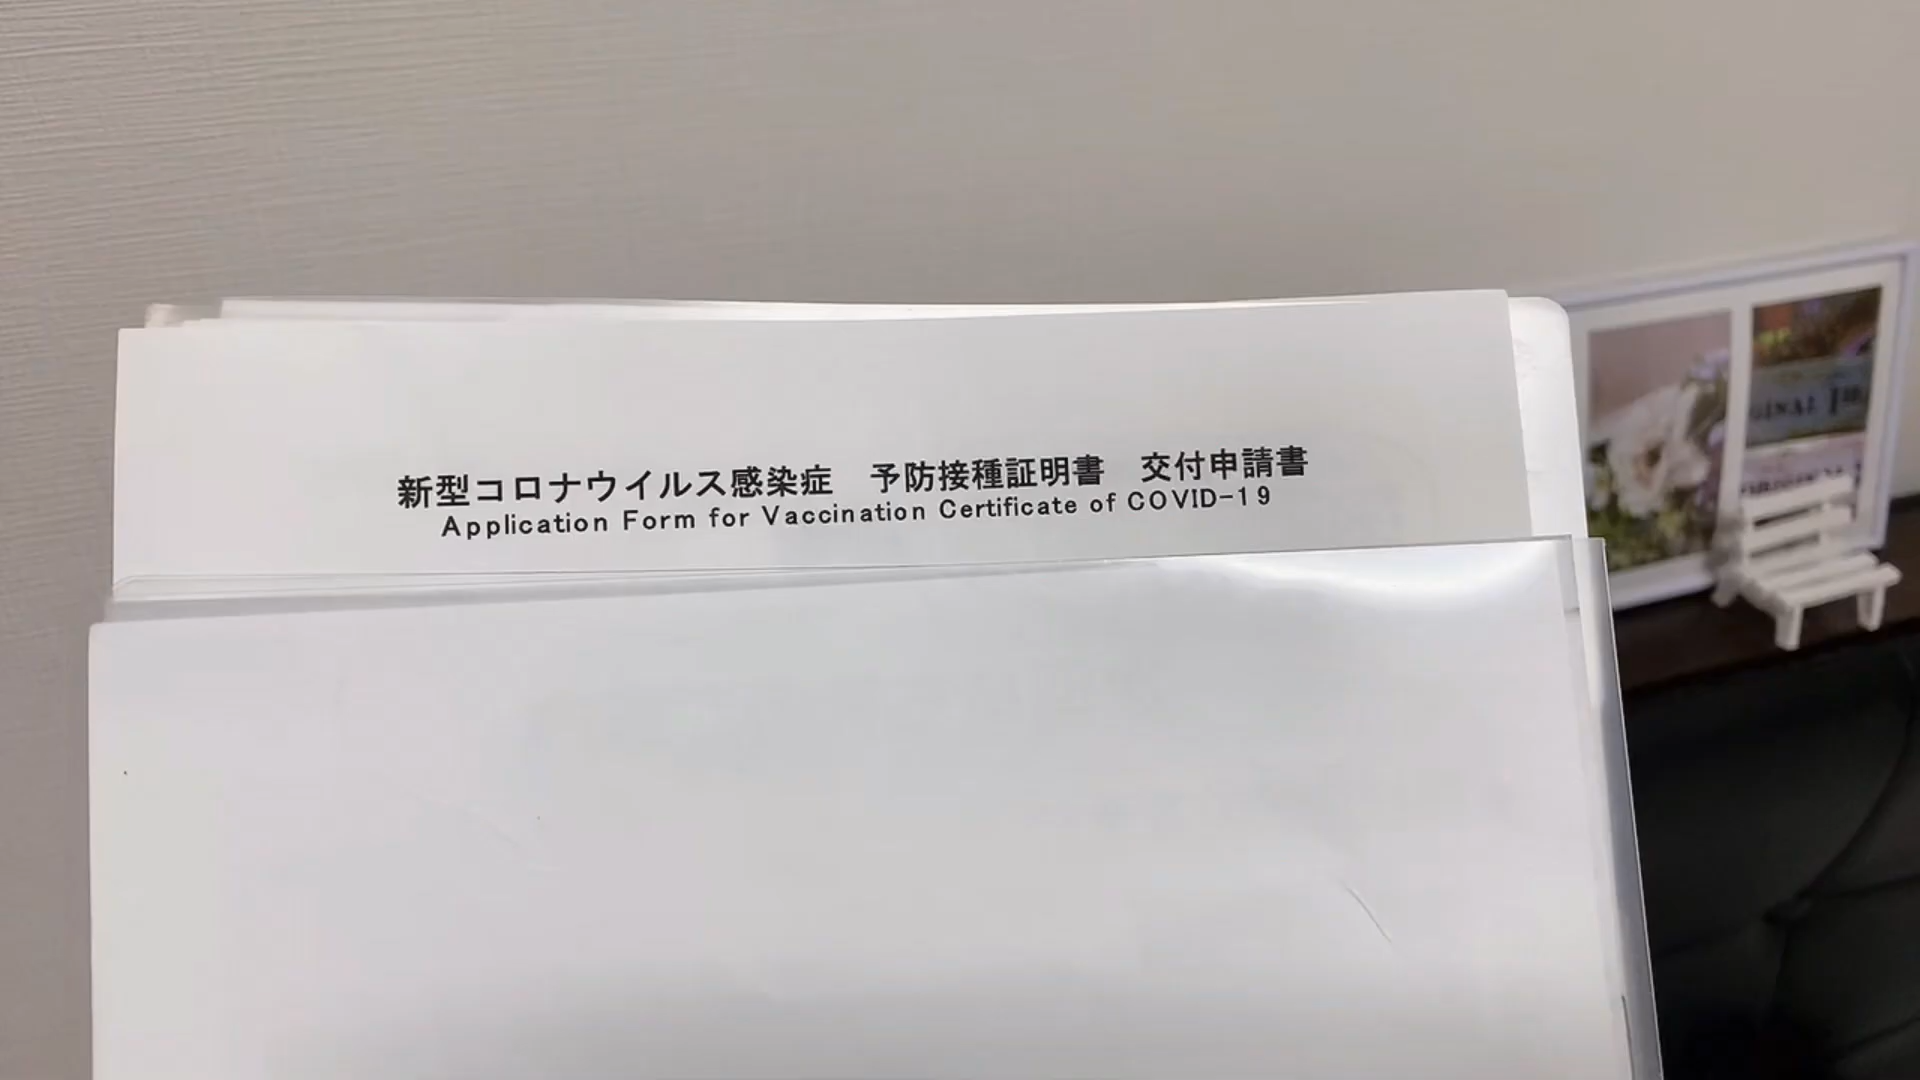 新型コロナウイルス感染症　予防接種証明書　交付申請書
Application Form for Vaccination Certificate of COVID-19